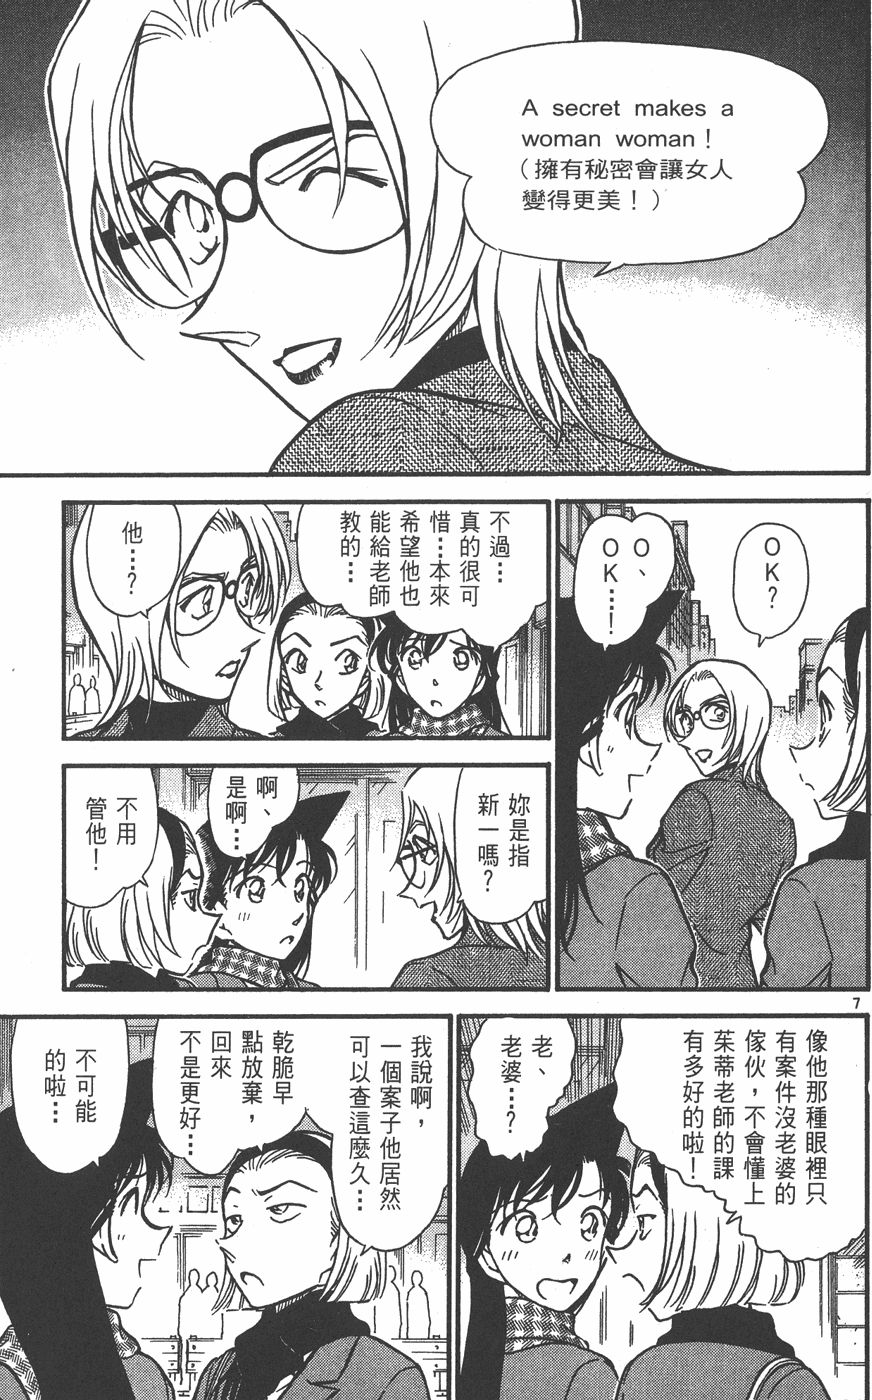 A secret makes a
woman woman！
（擁有秘密會讓女人
變得更美！）
OK?
O、
OK…！
不過…
真的很可
惜…本來
希望他也
能給老師
教的…
他…?
妳是指
新一嗎?
啊、
是啊…
不用
管他！
7
像他那種眼裡只
有案件沒老婆的
傢伙，不會懂上
茱蒂老師的課
有多好的啦！
老、
老婆…?
我說啊，
一個案子他居然
可以查這麼久…
乾脆早
點放棄，
回來
不是更好…
不可能
的啦…